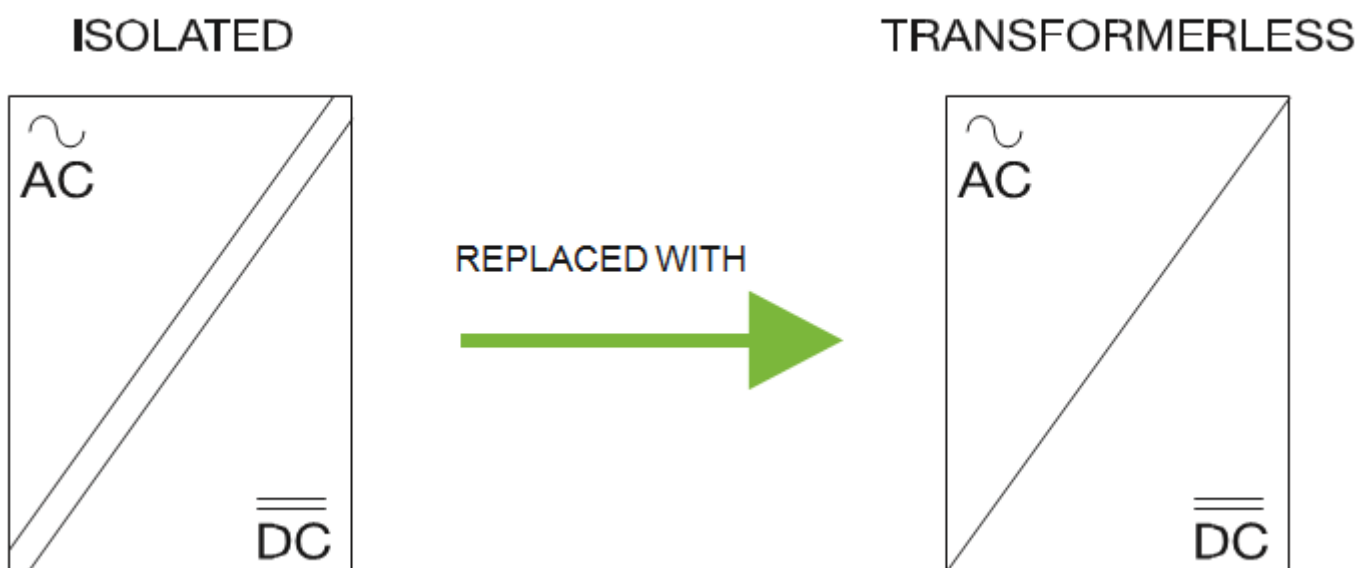 ISOLATED
TRANSFORMERLESS
AC
AC
REPLACED WITH
DC
DC